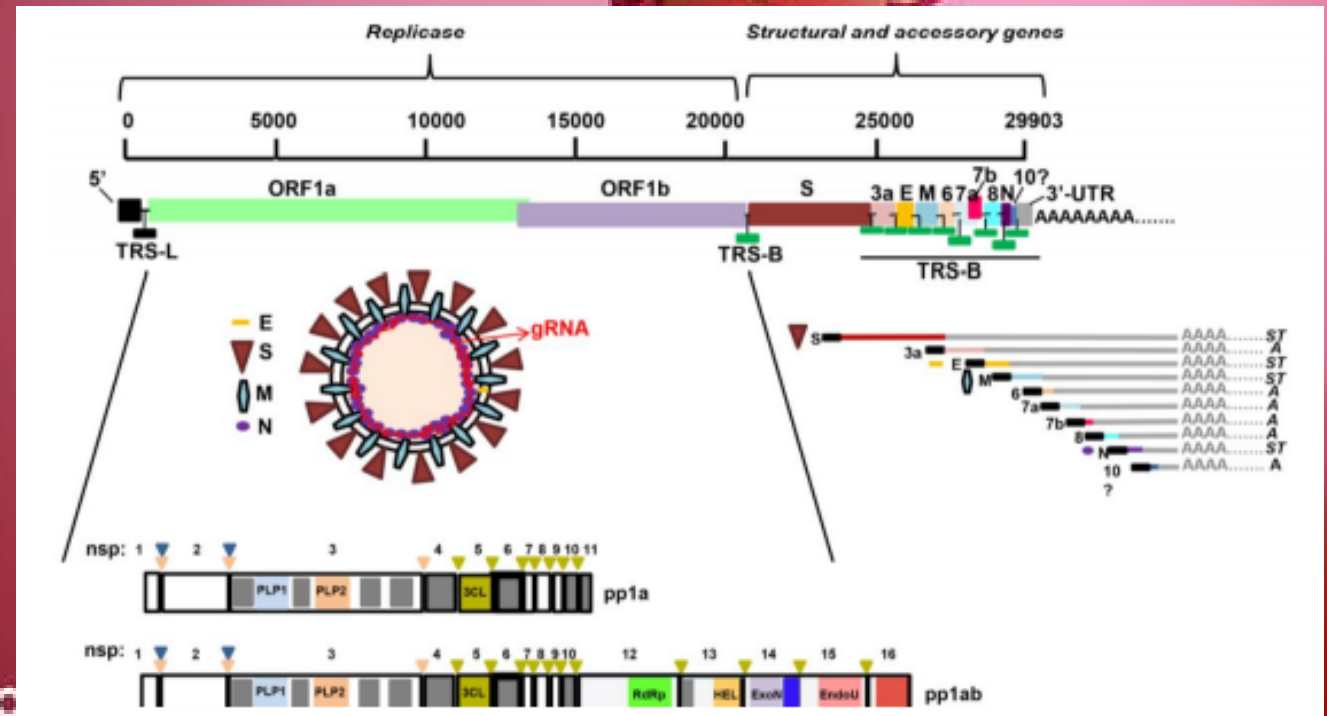 Replicase Structural and accessory genes
0 5000 10000 15000 20000 25000 29903
5' ORF1a ORF1b S 3a E M 6 7a 7b 8 N 10? 3'-UTR
AAAAAAAA.......
TRS-L TRS-B TRS-B
E
S
M
N
gRNA
S AAAA...... ST
3a AAAA...... A
E AAAA...... ST
M AAAA...... ST
6 AAAA...... A
7a AAAA...... A
7b AAAA...... A
8 AAAA...... A
N AAAA...... ST
10 AAAA...... A
?
nsp: 1 2 3 4 5 6 7 8 9 10 11
PLP1 PLP2 3CL pp1a
nsp: 1 2 3 4 5 6 7 8 9 10 12 13 14 15 16
PLP1 PLP2 3CL RdRp HEL ExoN EndoU pp1ab